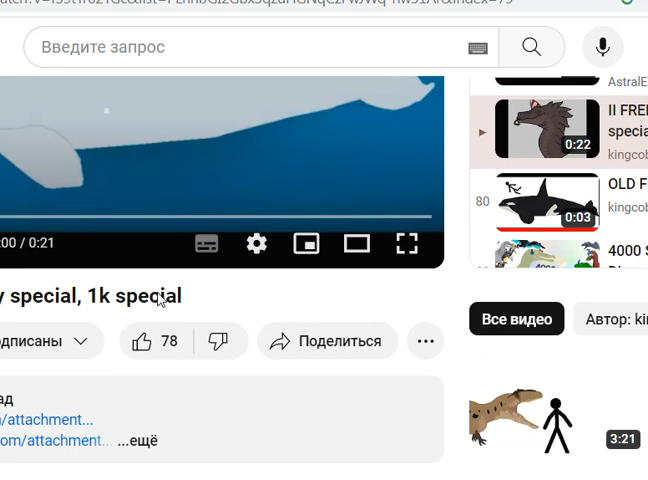 Введите запрос
AstralE
II FRE
specia
0:22
kingcob
80
OLD F
0:03
kingcob
4000 S
:00 / 0:21
y special, 1k special
Все видео
Автор: ki
дписаны
78
Поделиться
ад
/attachment...
om/attachment... ...ещё
3:21